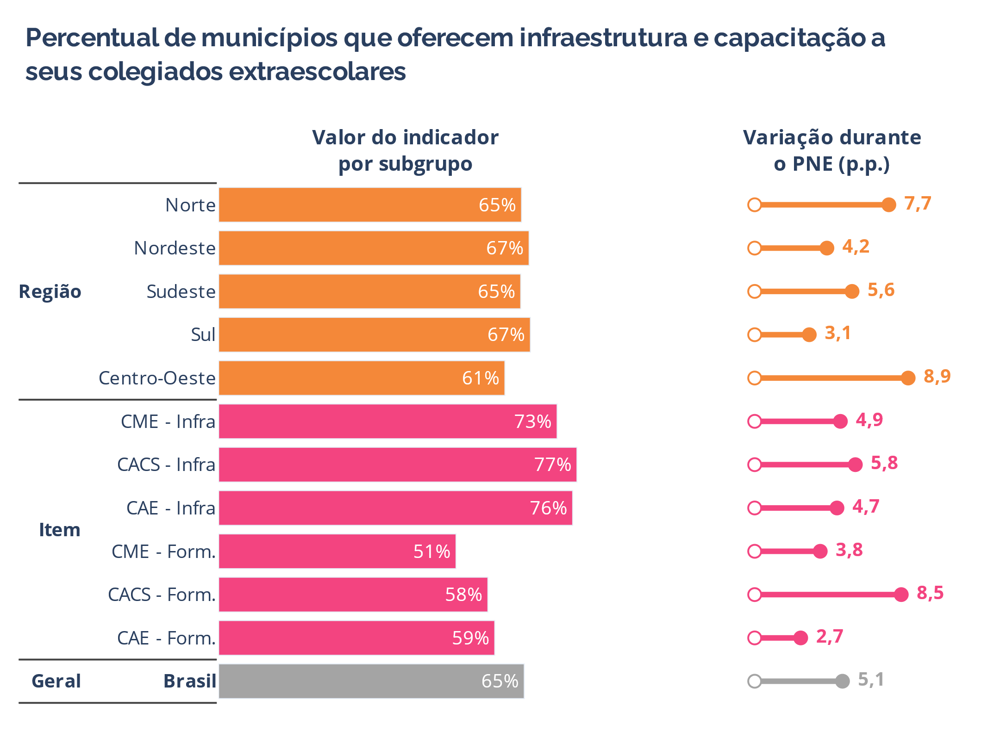 Percentual de municípios que oferecem infraestrutura e capacitação a
seus colegiados extraescolares
Valor do indicador
por subgrupo
Variação durante
o PNE (p.p.)
Região
Norte 65% 7,7
Nordeste 67% 4,2
Sudeste 65% 5,6
Sul 67% 3,1
Centro-Oeste 61% 8,9
Item
CME - Infra 73% 4,9
CACS - Infra 77% 5,8
CAE - Infra 76% 4,7
CME - Form. 51% 3,8
CACS - Form. 58% 8,5
CAE - Form. 59% 2,7
Geral Brasil 65% 5,1